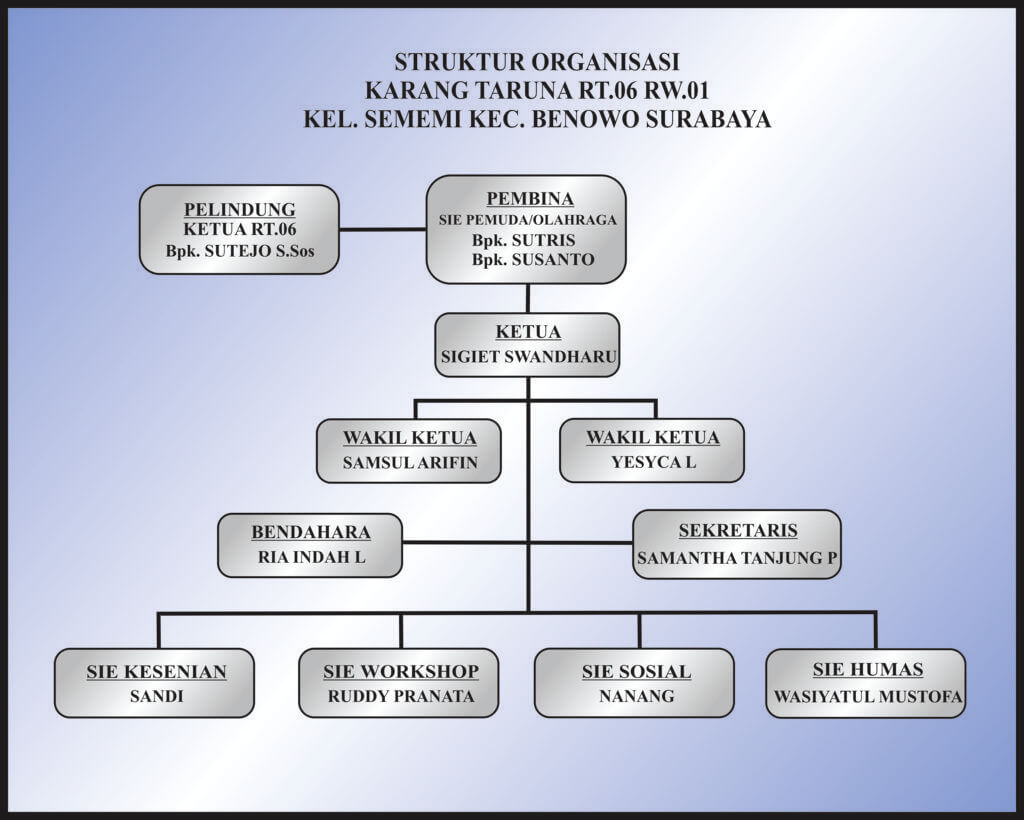 STRUKTUR ORGANISASI
KARANG TARUNA RT.06 RW.01
KEL. SEMEMI KEC. BENOWO SURABAYA
PELINDUNG
KETUA RT.06
Bpk. SUTEJO S.Sos
PEMBINA
SIE PEMUDA/OLAHRAGA
Bpk. SUTRIS
Bpk. SUSANTO
KETUA
SIGIET SWANDHARU
WAKIL KETUA
SAMSUL ARIFIN
WAKIL KETUA
YESYCA L
BENDAHARA
RIA INDAH L
SEKRETARIS
SAMANTHA TANJUNG P
SIE KESENIAN
SANDI
SIE WORKSHOP
RUDDY PRANATA
SIE SOSIAL
NANANG
SIE HUMAS
WASIYATUL MUSTOFA